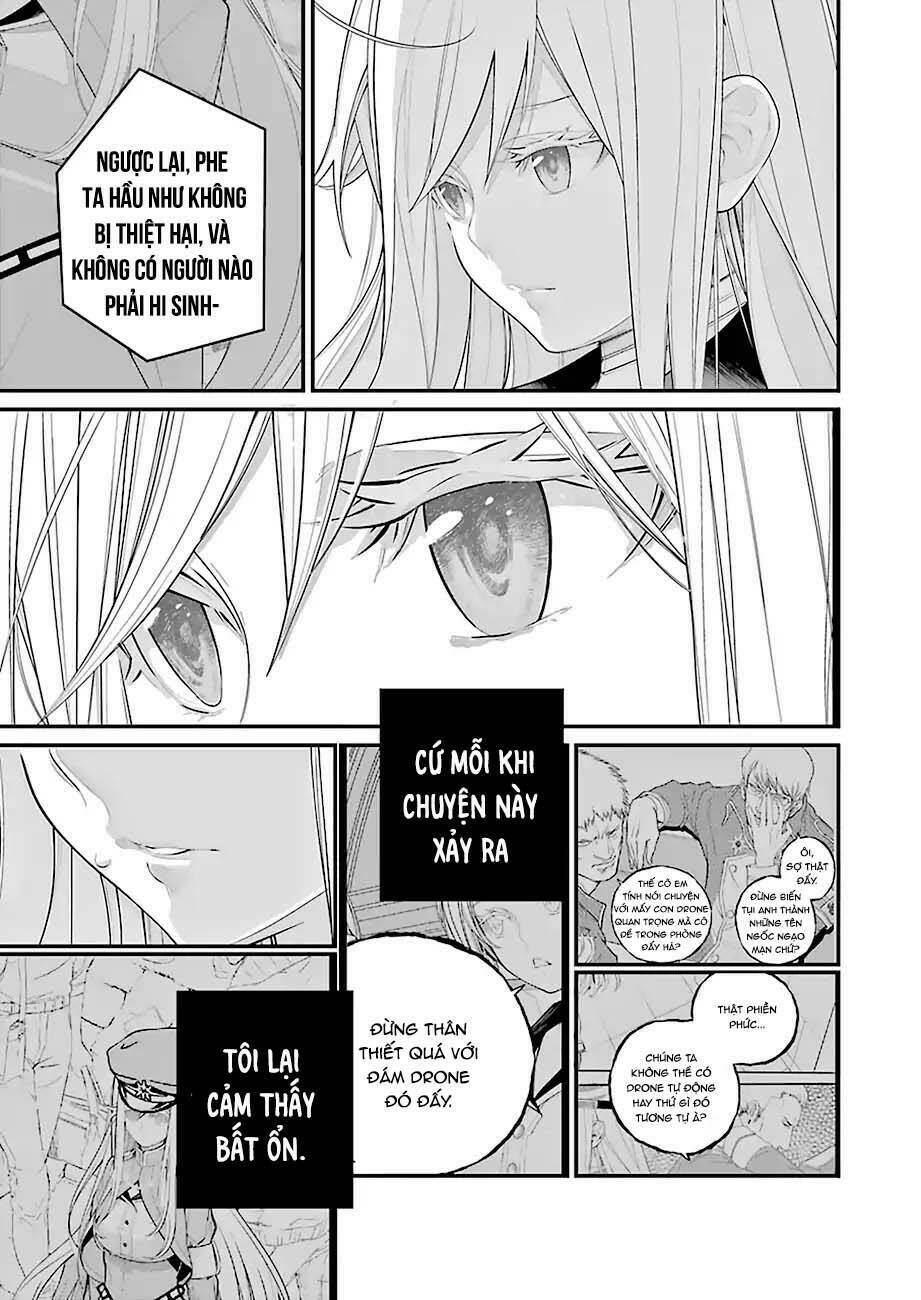 NGƯỢC LẠI, PHE
TA HẦU NHƯ KHÔNG
BỊ THIỆT HẠI, VÀ
KHÔNG CÓ NGƯỜI NÀO
PHẢI HI SINH-
CỨ MỖI KHI
CHUYỆN NÀY
XẢY RA
ÔI,
SỢ THẬT
ĐẤY.
ĐỪNG BIẾN
TỤI ANH THÀNH
NHỮNG TÊN
NGỐC NGẠO
MẠN CHỨ?
THẾ CÔ EM
TÍNH NÓI CHUYỆN
VỚI MẤY CON DRONE
QUAN TRỌNG MÀ CÔ
ĐỂ TRONG PHÒNG
ĐẤY HẢ?
THẬT PHIỀN
PHỨC...
CHÚNG TA
KHÔNG THỂ CÓ
DRONE TỰ ĐỘNG
HAY THỨ GÌ ĐÓ
TƯƠNG TỰ À?
ĐỪNG THÂN
THIẾT QUÁ VỚI
ĐÁM DRONE
ĐÓ ĐẤY.
TÔI LẠI
CẢM THẤY
BẤT ỔN.